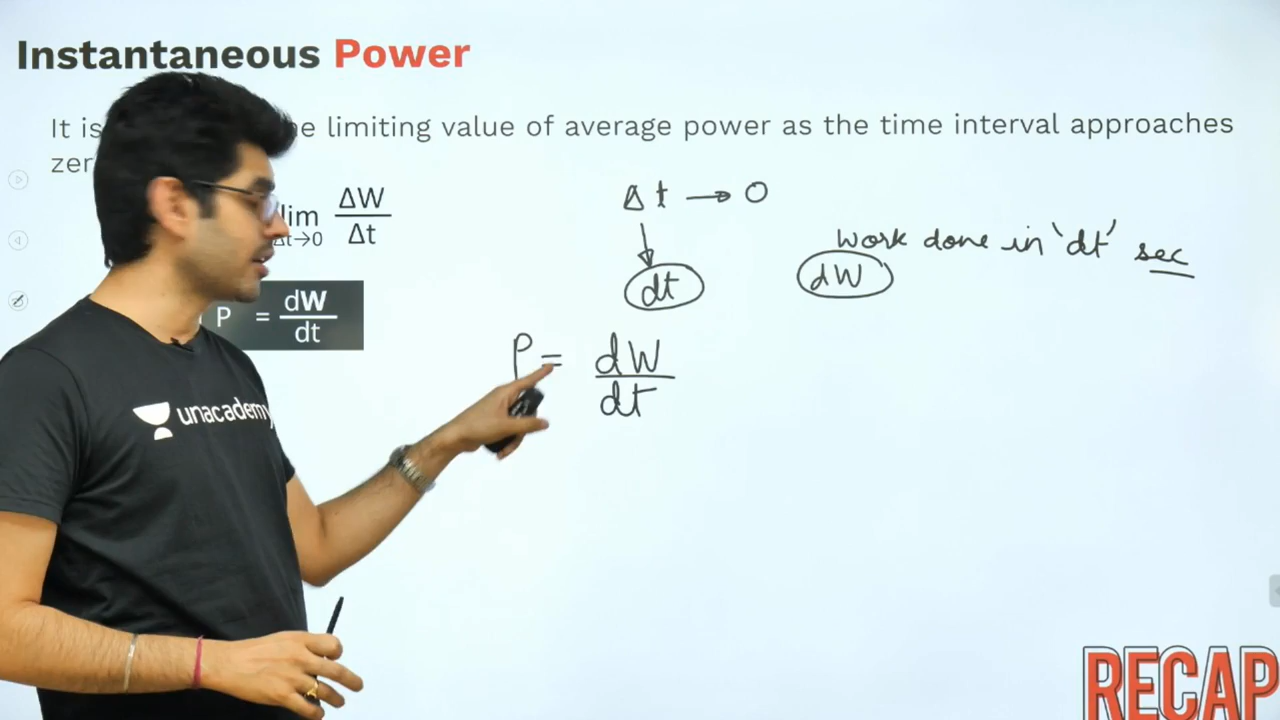 Instantaneous Power
It is he limiting value of average power as the time interval approaches
zer
lim ΔW
Δt→0 Δt
P = dW
dt
Δt → 0
dt
work done in 'dt' sec
dW
P = dW
dt
unacademy
RECAP